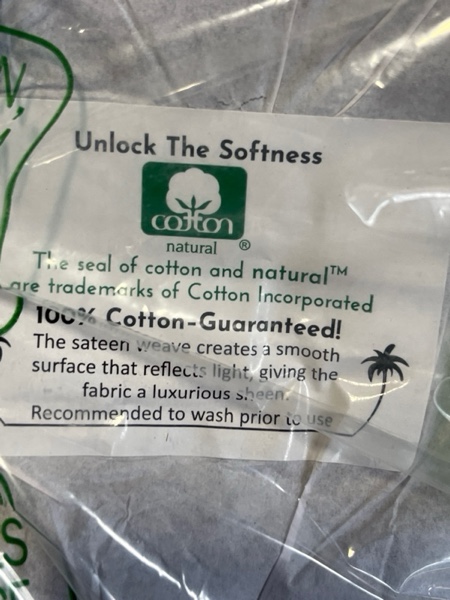 Unlock The Softness
cotton
natural ®
The seal of cotton and natural™
are trademarks of Cotton Incorporated
100% Cotton-Guaranteed!
The sateen weave creates a smooth
surface that reflects light, giving the
fabric a luxurious sheen.
Recommended to wash prior to use